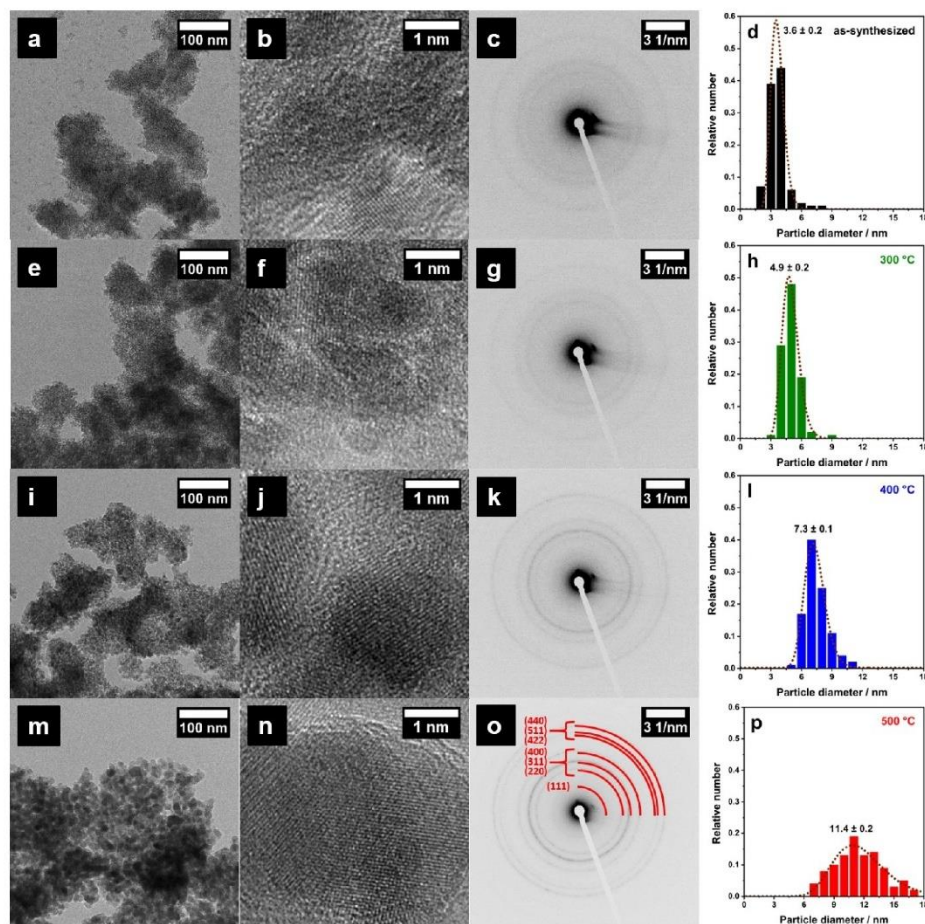 a
100 nm
b
1 nm
c
3 1/nm
d
3.6 ± 0.2
as-synthesized
Relative number
0.6
0.5
0.4
0.3
0.2
0.1
0.0
0 3 6 9 12 15 18
Particle diameter / nm
e
100 nm
f
1 nm
g
3 1/nm
h
300 °C
4.9 ± 0.2
Relative number
0.6
0.5
0.4
0.3
0.2
0.1
0.0
0 3 6 9 12 15 18
Particle diameter / nm
i
100 nm
j
1 nm
k
3 1/nm
l
400 °C
7.3 ± 0.1
Relative number
0.6
0.5
0.4
0.3
0.2
0.1
0.0
0 3 6 9 12 15 18
Particle diameter / nm
m
100 nm
n
1 nm
o
3 1/nm
(440)
(511)
(422)
(400)
(311)
(220)
(111)
p
500 °C
11.4 ± 0.2
Relative number
0.6
0.5
0.4
0.3
0.2
0.1
0.0
0 3 6 9 12 15 18
Particle diameter / nm